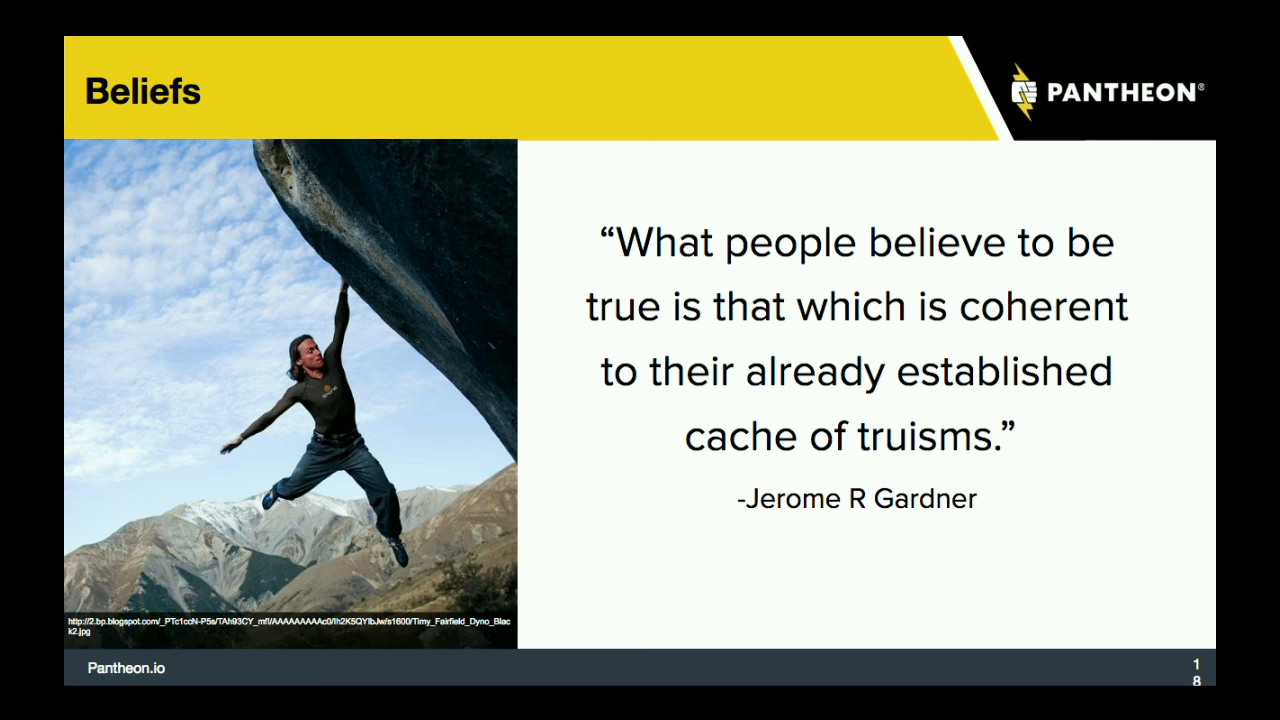 Beliefs
PANTHEON®
“What people believe to be
true is that which is coherent
to their already established
cache of truisms.”
-Jerome R Gardner
Pantheon.io
1
8